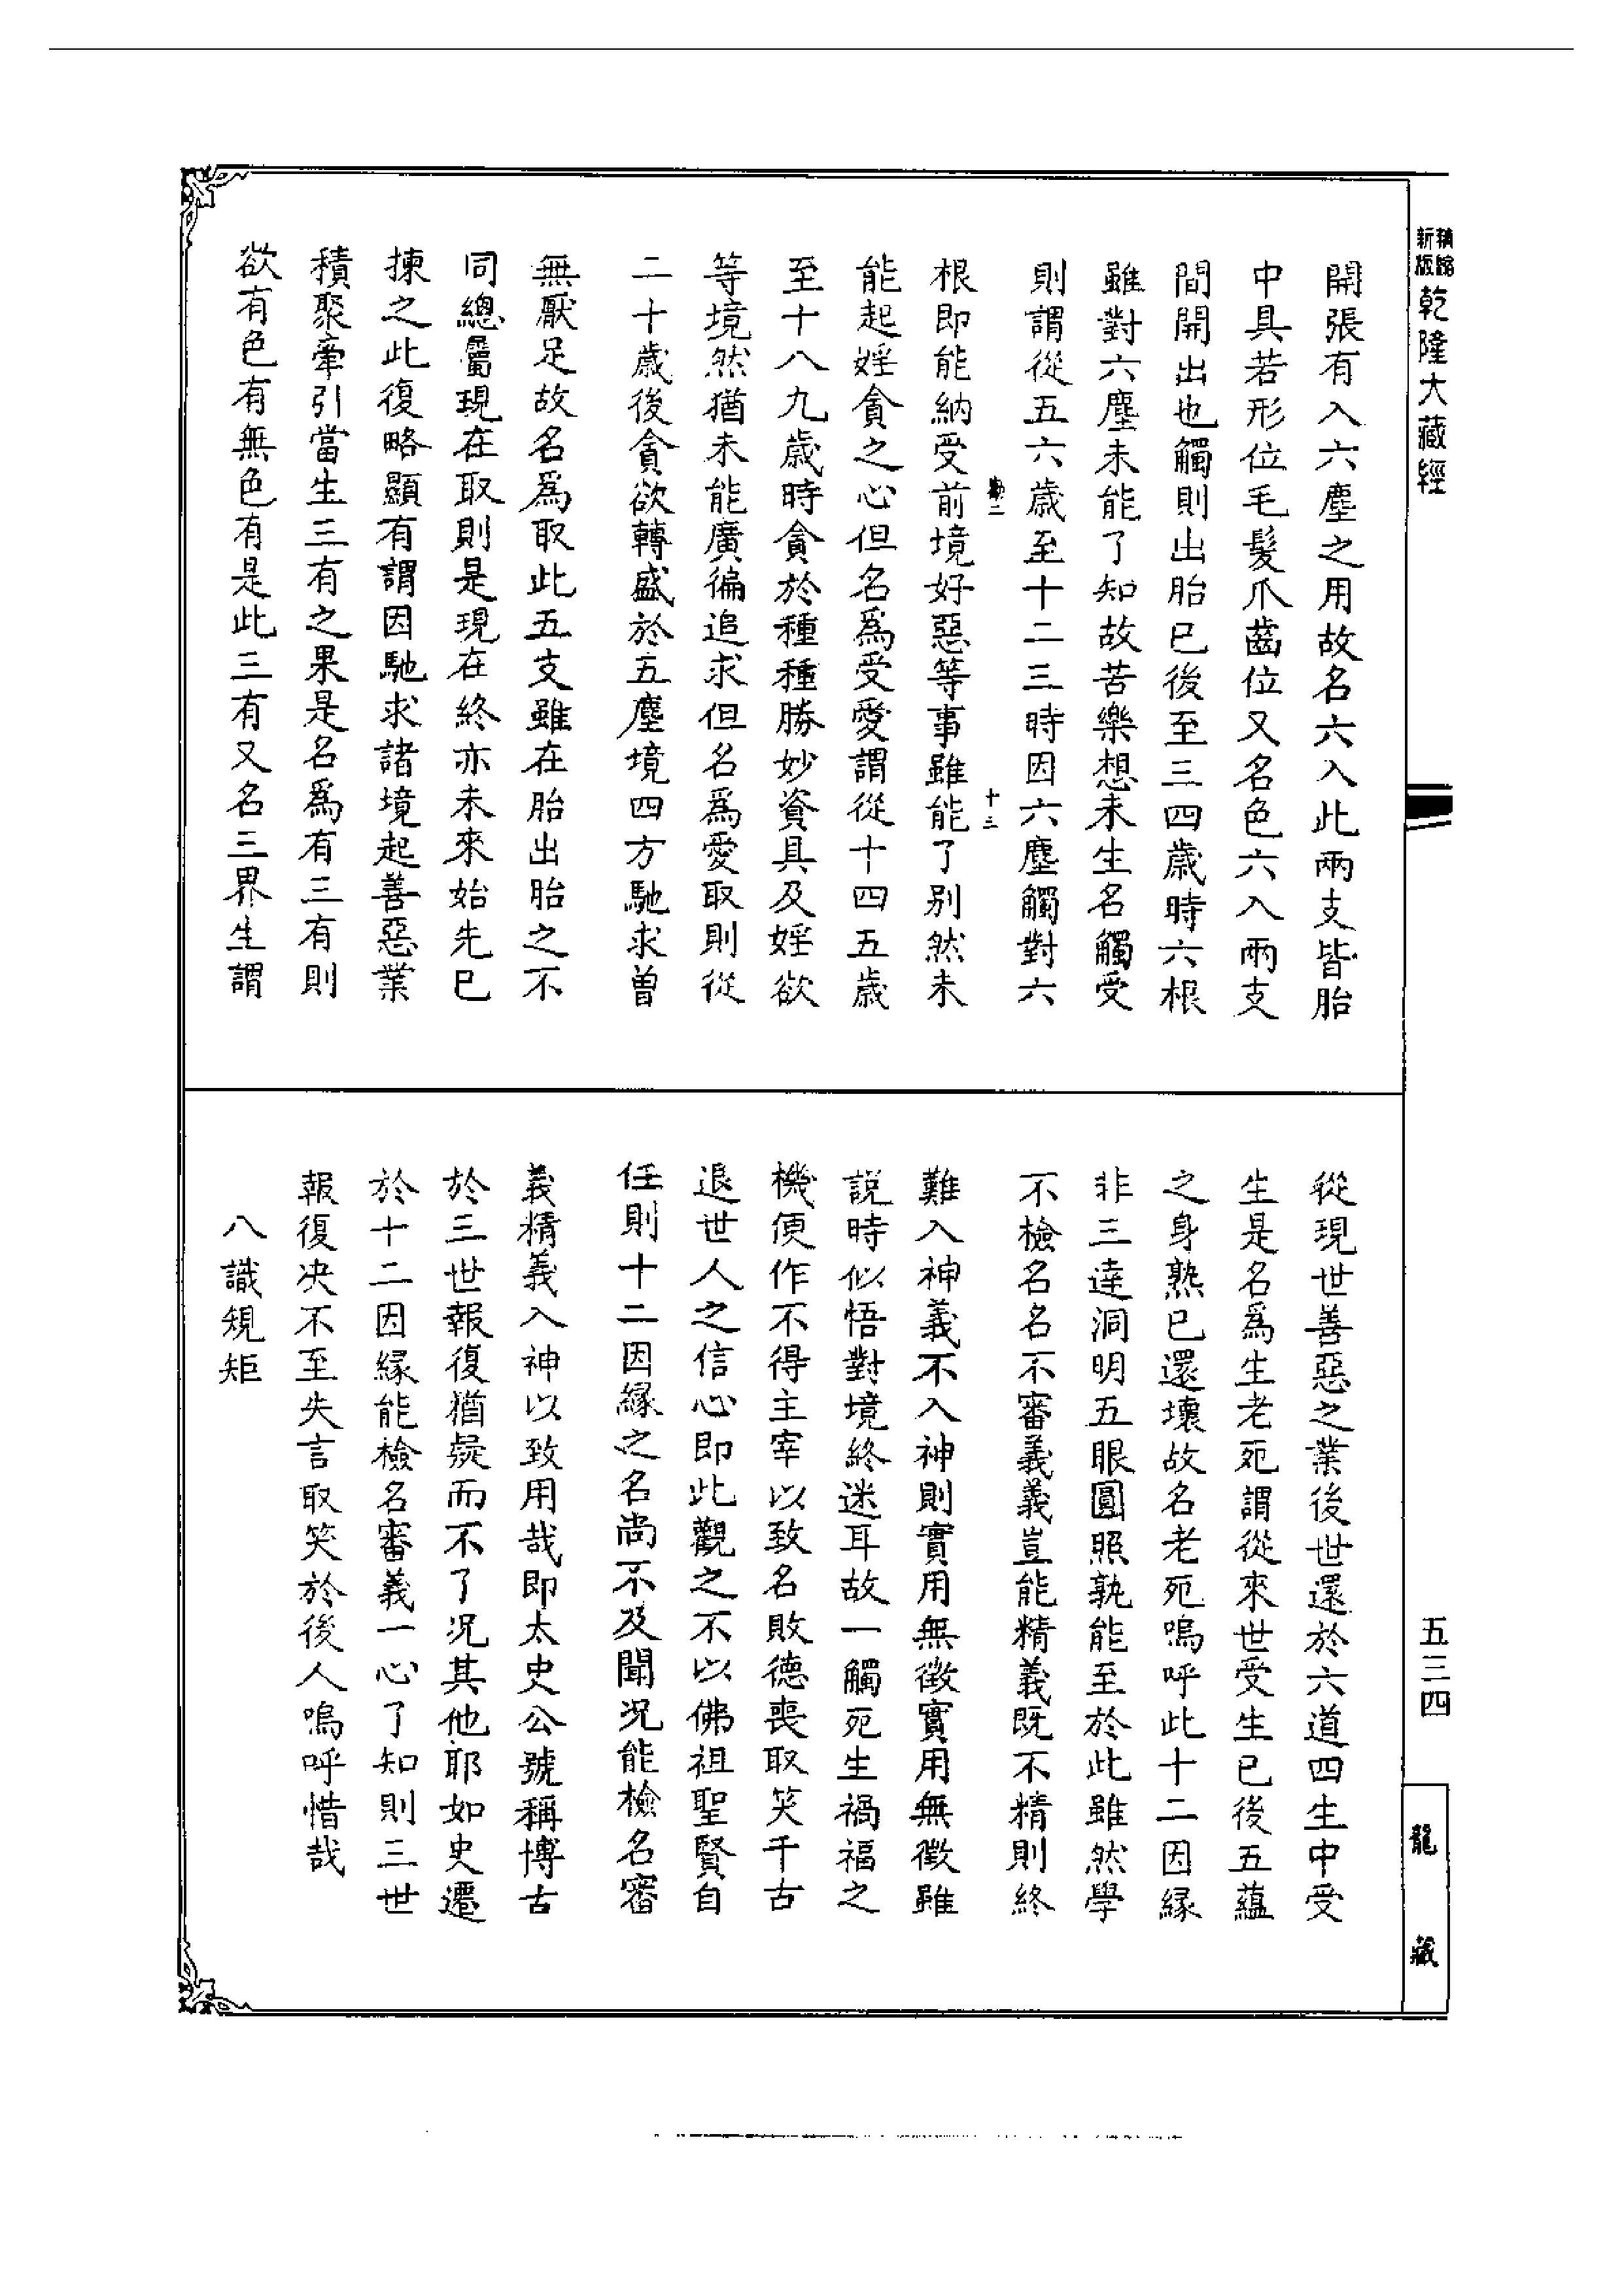 新版
乾隆大藏經
開張有入六塵之用故名六入此兩支皆胎
中具若形位毛髮爪齒位又名色六入兩支
間開出也觸則出胎已後至三四歲時六根
雖對六塵未能了知故苦樂想未生名觸受
則謂從五六歲至十二三時因六塵觸對六
根即能納受前境好惡等事雖能了別然未
能起婬貪之心但名爲受愛謂從十四五歲
至十八九歲時貪於種種勝妙資具及婬欲
等境然猶未能廣徧追求但名爲愛取則從
二十歲後貪欲轉盛於五塵境四方馳求曾
無厭足故名爲取此五支雖在胎出胎之不
同總屬現在取則是現在終亦未來始先已
揀之此復略顯有謂因馳求諸境起善惡業
積聚牽引當生三有之果是名爲有三有則
欲有色有無色有是此三有又名三界生謂
十三
從現世善惡之業後世還於六道四生中受
生是名爲生老死謂從來世受生已後五蘊
之身熟已還壞故名老死嗚呼此十二因緣
非三達洞明五眼圓照孰能至於此雖然學
不檢名名不審義義豈能精義既不精則終
難入神義不入神則實用無徵實用無徵雖
説時似悟對境終迷耳故一觸死生禍福之
機便作不得主宰以致名敗德喪取笑千古
退世人之信心即此觀之不以佛祖聖賢自
任則十二因緣之名尚不及聞况能檢名審
義精義入神以致用哉即太史公號稱博古
於三世報復猶疑而不了况其他耶如史遷
於十二因緣能檢名審義一心了知則三世
報復决不至失言取笑於後人嗚呼惜哉
八識規矩
五三四
龍藏